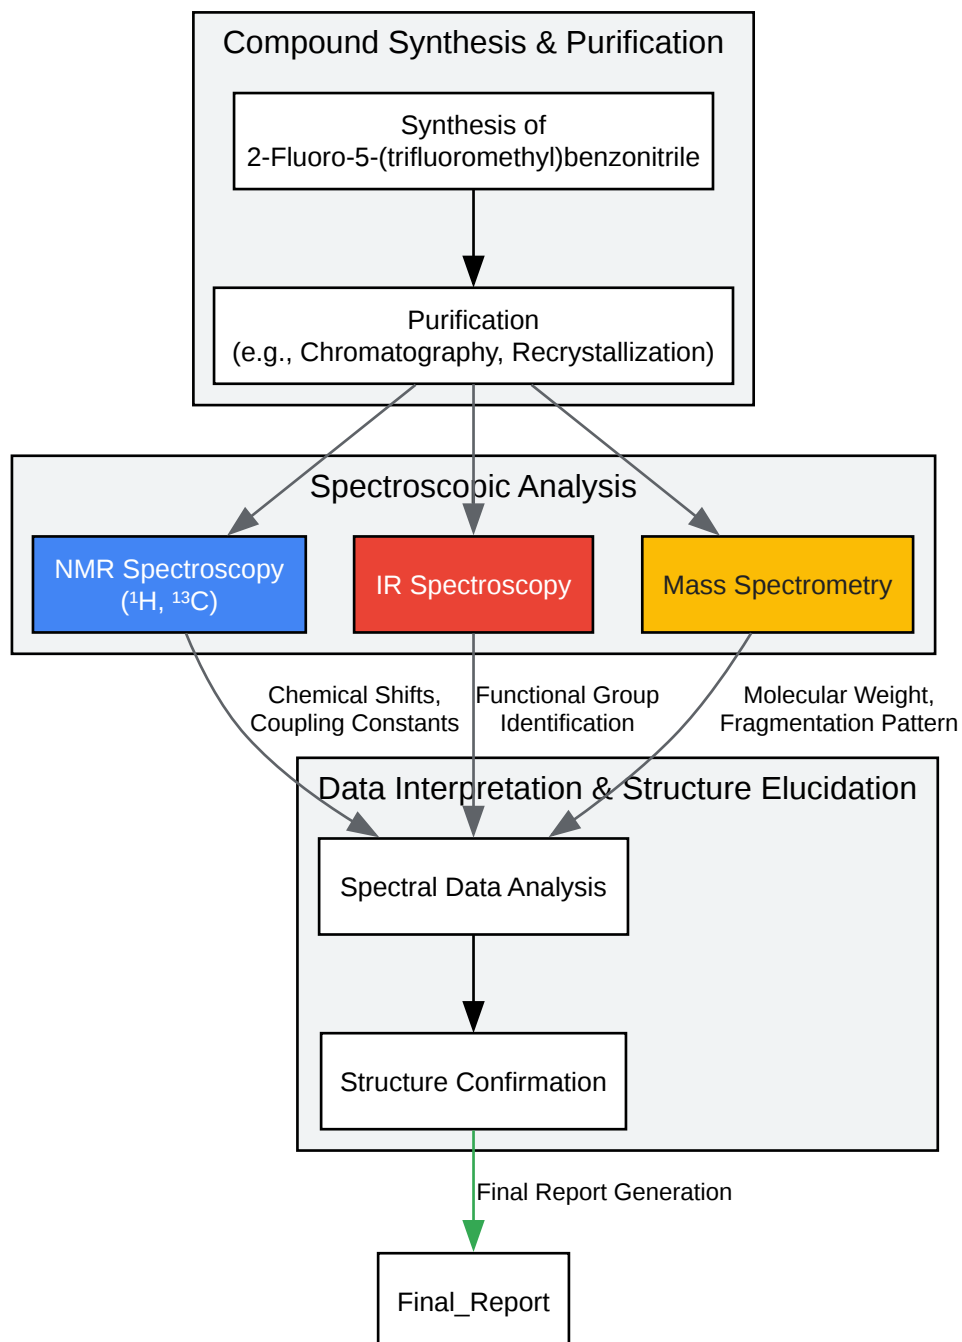 Compound Synthesis & Purification
Synthesis of
2-Fluoro-5-(trifluoromethyl)benzonitrile
Purification
(e.g., Chromatography, Recrystallization)
Spectroscopic Analysis
NMR Spectroscopy
(¹H, ¹³C)
IR Spectroscopy
Mass Spectrometry
Chemical Shifts,
Coupling Constants
Functional Group
Identification
Molecular Weight,
Fragmentation Pattern
Data Interpretation & Structure Elucidation
Spectral Data Analysis
Structure Confirmation
Final Report Generation
Final_Report